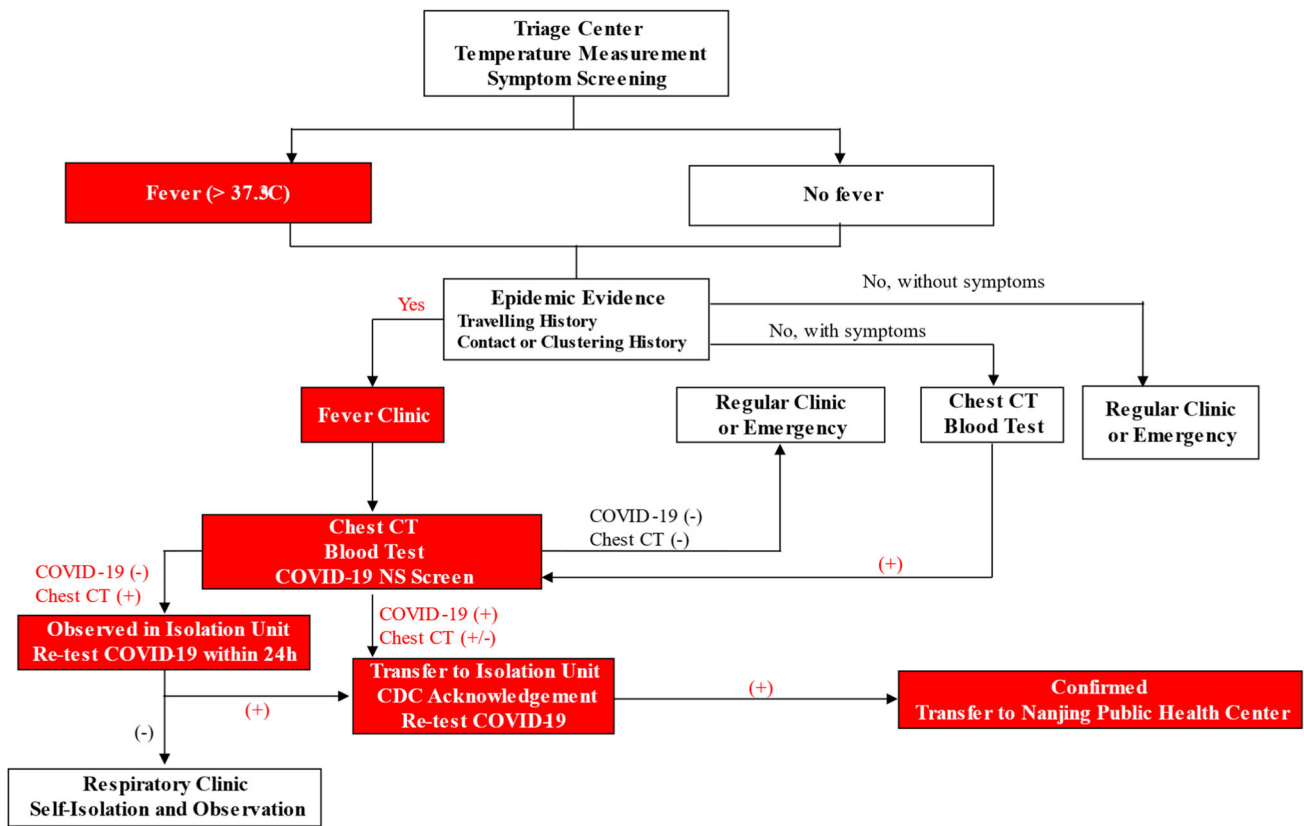 Triage Center
Temperature Measurement
Symptom Screening
Fever (> 37.3C)
No fever
Epidemic Evidence
Travelling History
Contact or Clustering History
Yes
No, without symptoms
No, with symptoms
Fever Clinic
Regular Clinic
or Emergency
Chest CT
Blood Test
Regular Clinic
or Emergency
Chest CT
Blood Test
COVID-19 NS Screen
COVID-19 (-)
Chest CT (-)
(+)
COVID-19 (-)
Chest CT (+)
COVID-19 (+)
Chest CT (+/-)
Observed in Isolation Unit
Re-test COVID-19 within 24h
Transfer to Isolation Unit
CDC Acknowledgement
Re-test COVID-19
(+)
(+)
Confirmed
Transfer to Nanjing Public Health Center
(-)
Respiratory Clinic
Self-Isolation and Observation